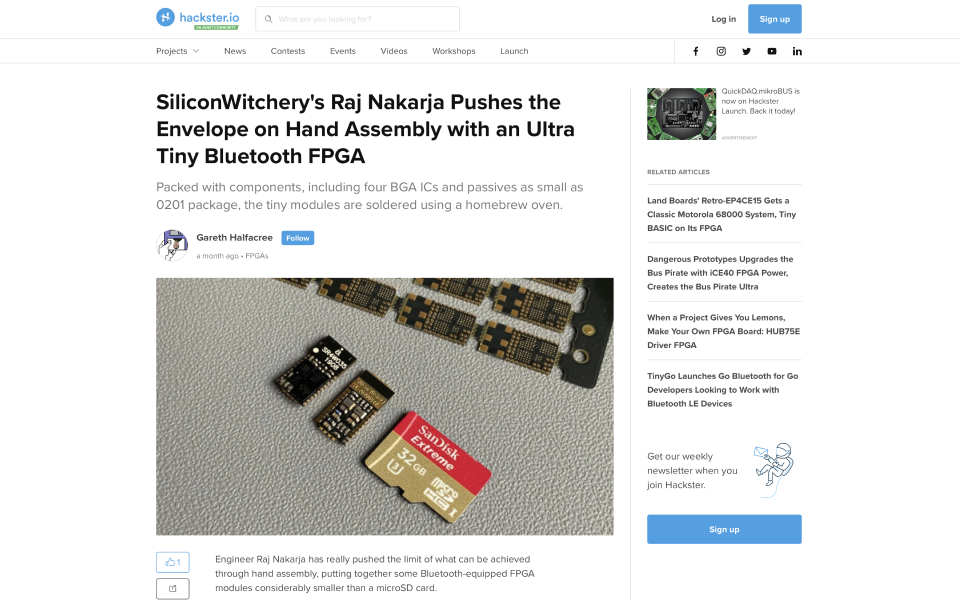 hackster.io
AN AVNET COMMUNITY
What are you looking for?
Log in
Sign up
Projects
News
Contests
Events
Videos
Workshops
Launch
SiliconWitchery's Raj Nakarja Pushes the
Envelope on Hand Assembly with an Ultra
Tiny Bluetooth FPGA
Packed with components, including four BGA ICs and passives as small as
0201 package, the tiny modules are soldered using a homebrew oven.
Gareth Halfacree
Follow
a month ago • FPGAs
SanDisk
Extreme
32GB
U3
micro
I
1
Engineer Raj Nakarja has really pushed the limit of what can be achieved
through hand assembly, putting together some Bluetooth-equipped FPGA
modules considerably smaller than a microSD card.
QuickDAQ.mikroBUS is
now on Hackster
Launch. Back it today!
ADVERTISEMENT
RELATED ARTICLES
Land Boards' Retro-EP4CE15 Gets a
Classic Motorola 68000 System, Tiny
BASIC on Its FPGA
Dangerous Prototypes Upgrades the
Bus Pirate with iCE40 FPGA Power,
Creates the Bus Pirate Ultra
When a Project Gives You Lemons,
Make Your Own FPGA Board: HUB75E
Driver FPGA
TinyGo Launches Go Bluetooth for Go
Developers Looking to Work with
Bluetooth LE Devices
Get our weekly
newsletter when you
join Hackster.
Sign up